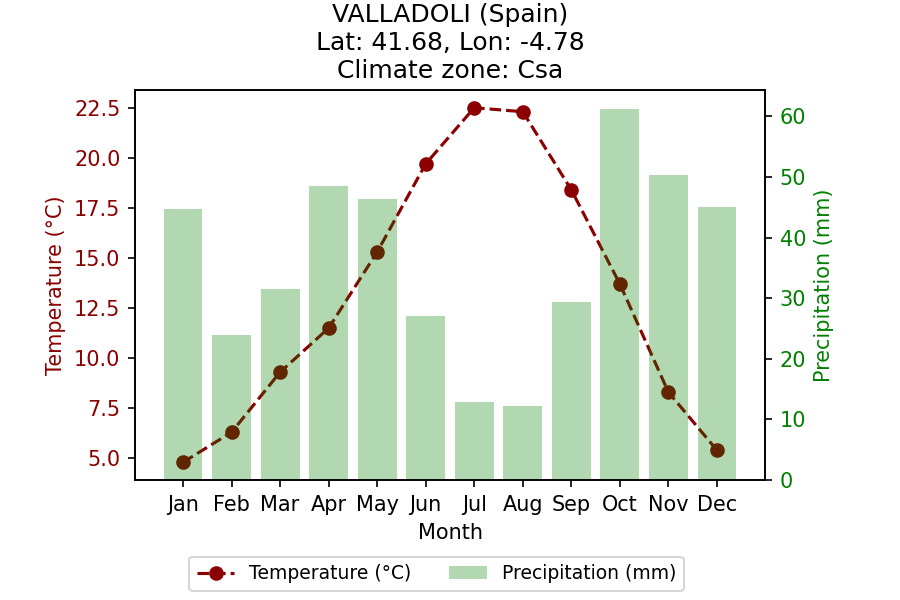 VALLADOLI (Spain)
Lat: 41.68, Lon: -4.78
Climate zone: Csa
22.5
20.0
17.5
15.0
12.5
10.0
7.5
5.0
Temperature (°C)
60
50
40
30
20
10
0
Precipitation (mm)
Jan Feb Mar Apr May Jun Jul Aug Sep Oct Nov Dec
Month
Temperature (°C) Precipitation (mm)